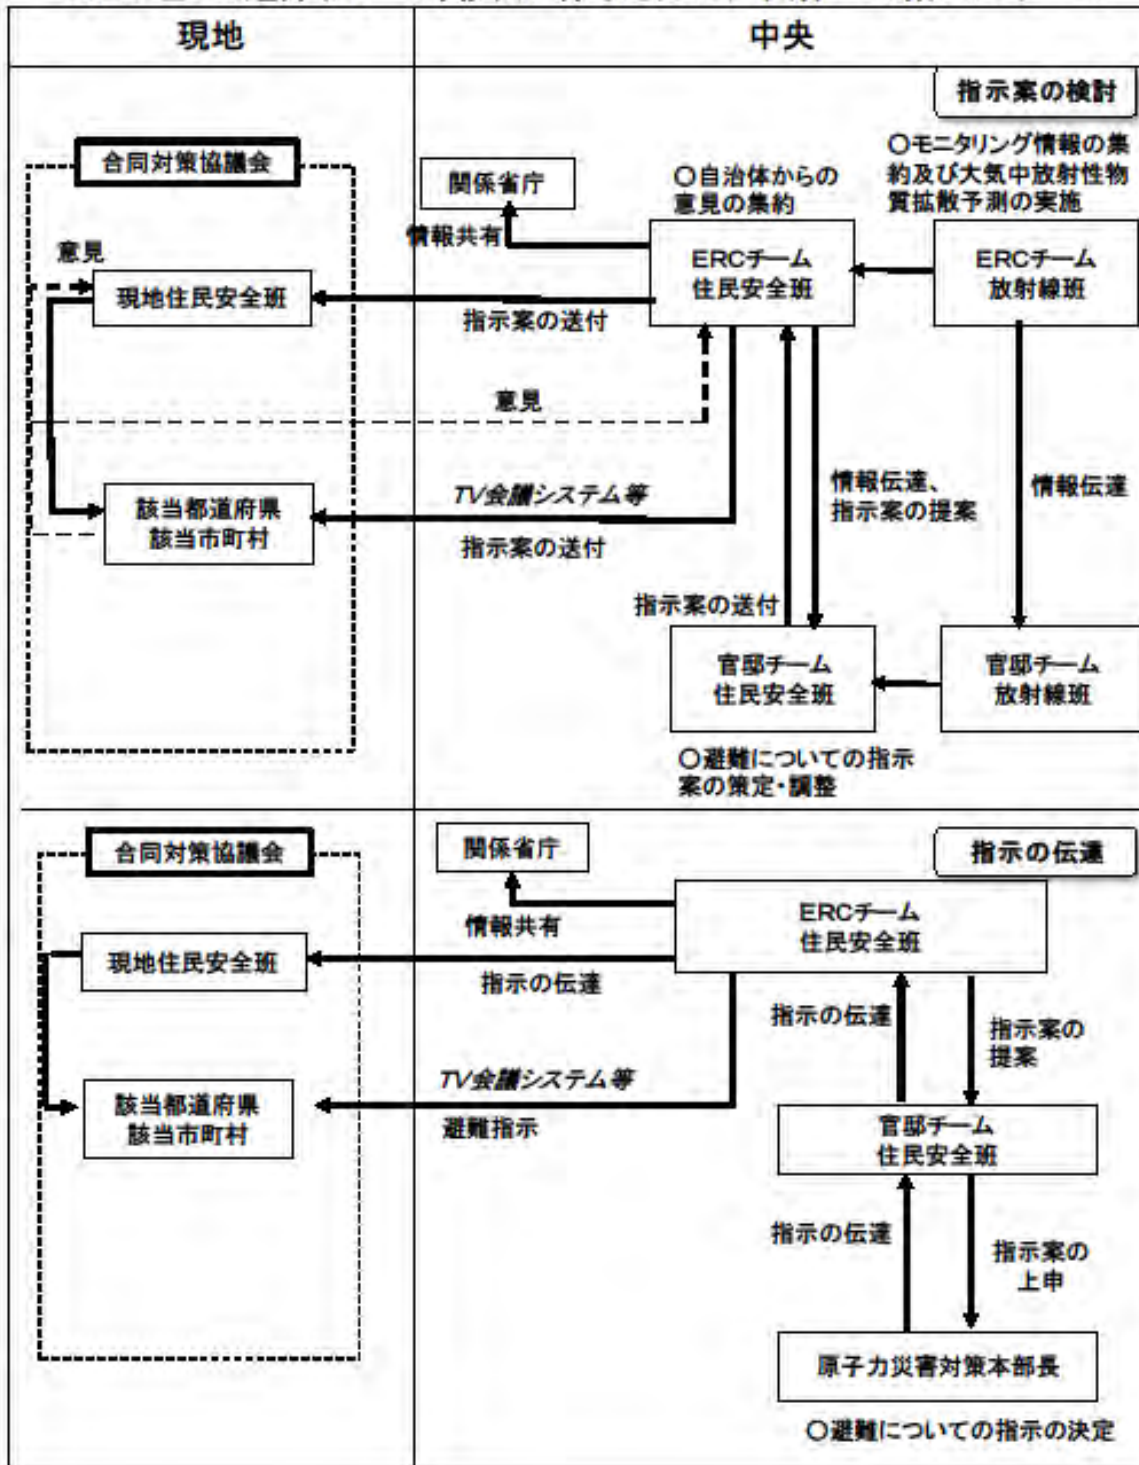 現地
中央
指示案の検討
合同対策協議会
関係省庁
〇自治体からの
意見の集約
〇モニタリング情報の集
約及び大気中放射性物
質拡散予測の実施
情報共有
意見
現地住民安全班
ERCチーム
住民安全班
ERCチーム
放射線班
指示案の送付
意見
該当都道府県
該当市町村
TV会議システム等
指示案の送付
情報伝達、
指示案の提案
情報伝達
指示案の送付
官邸チーム
住民安全班
官邸チーム
放射線班
〇避難についての指示
案の策定・調整
合同対策協議会
関係省庁
指示の伝達
ERCチーム
住民安全班
情報共有
現地住民安全班
指示の伝達
指示の伝達
指示案の
提案
TV会議システム等
避難指示
該当都道府県
該当市町村
官邸チーム
住民安全班
指示の伝達
指示案の
上申
原子力災害対策本部長
〇避難についての指示の決定